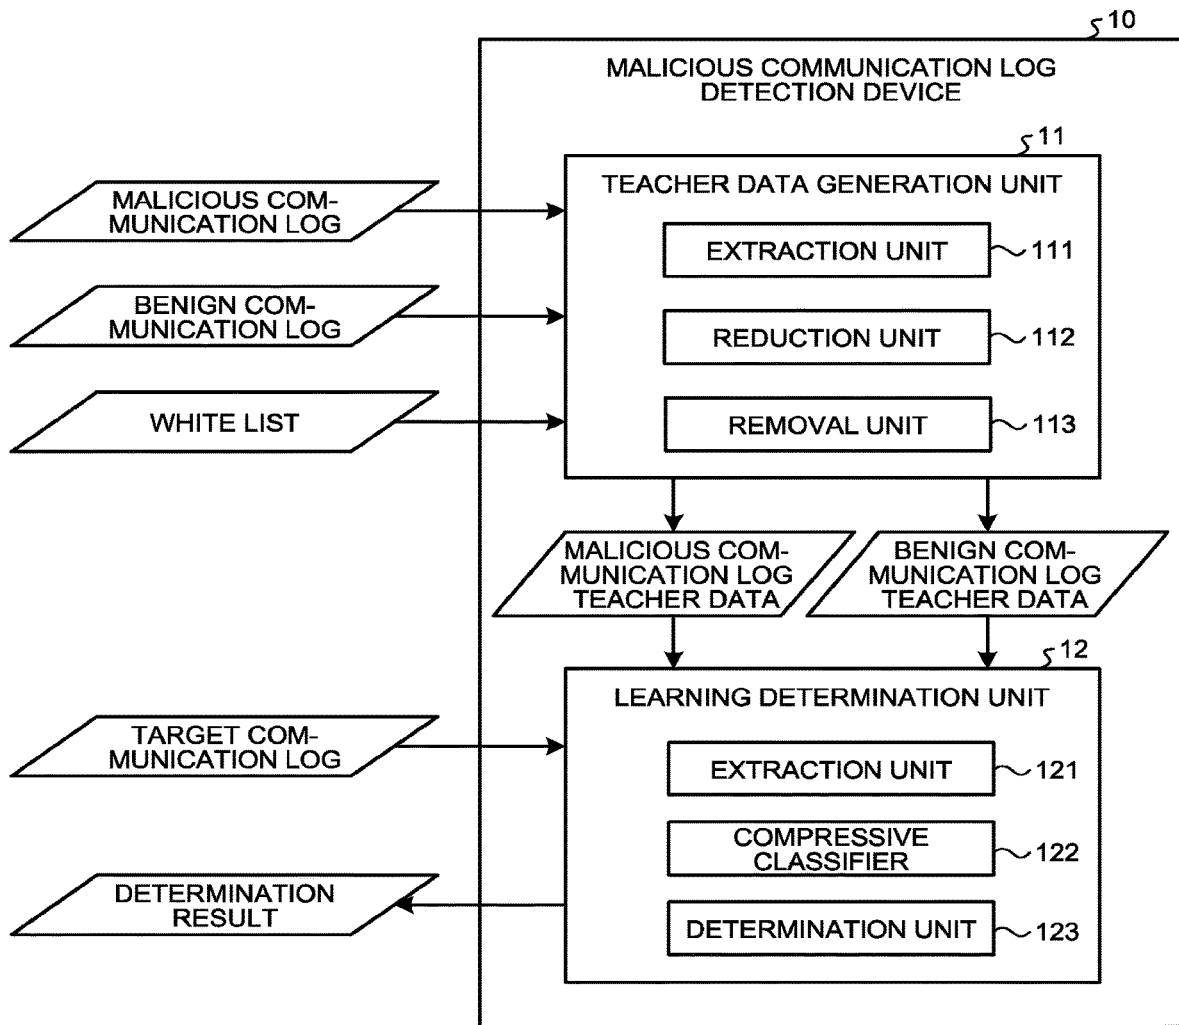 10
MALICIOUS COMMUNICATION LOG
DETECTION DEVICE
11
TEACHER DATA GENERATION UNIT
MALICIOUS COM-
MUNICATION LOG
EXTRACTION UNIT
111
BENIGN COM-
MUNICATION LOG
REDUCTION UNIT
112
WHITE LIST
REMOVAL UNIT
113
MALICIOUS COM-
MUNICATION LOG
TEACHER DATA
BENIGN COM-
MUNICATION LOG
TEACHER DATA
12
LEARNING DETERMINATION UNIT
TARGET COM-
MUNICATION LOG
EXTRACTION UNIT
121
COMPRESSIVE
CLASSIFIER
122
DETERMINATION
RESULT
DETERMINATION UNIT
123